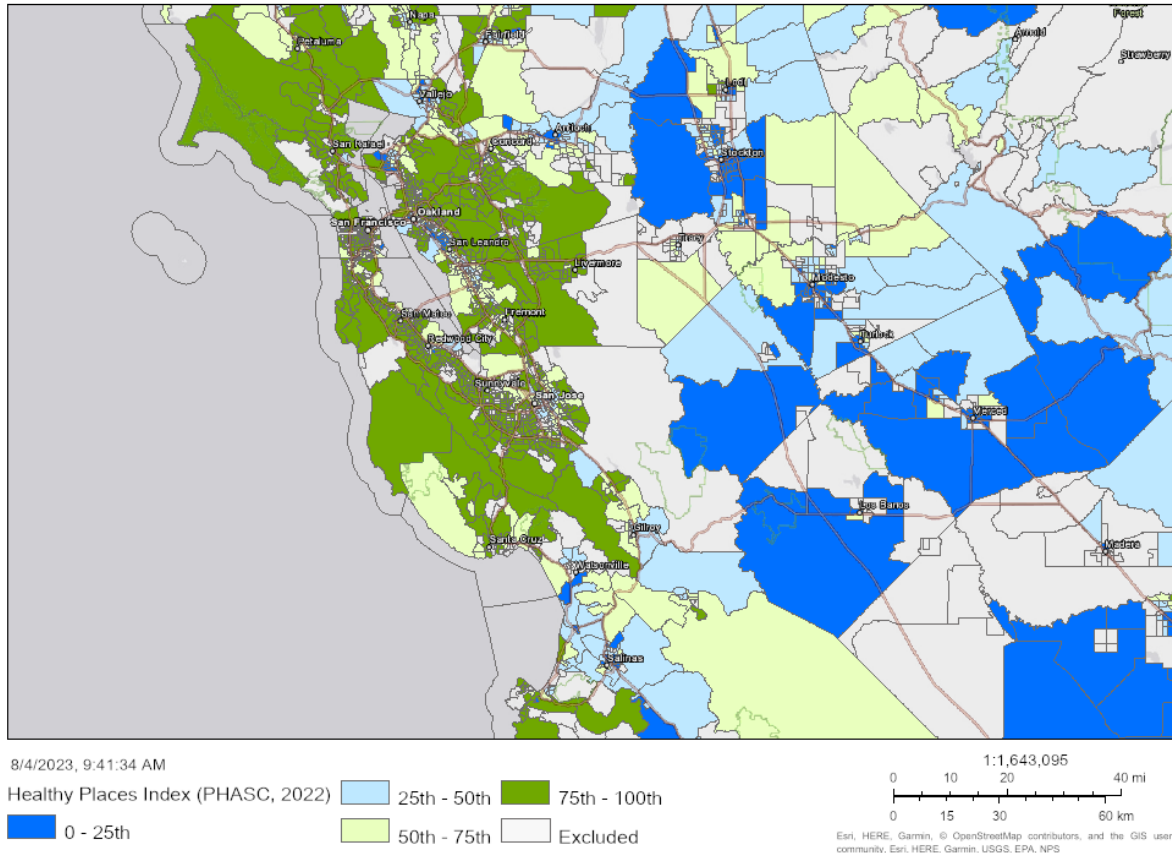 Napa
Fairfield
Forest
Arnold
Petaluma
Strawberry
Vallejo
Lodi
Antioch
San Rafael
Concord
Stockton
Oakland
San Francisco
San Leandro
Tracy
Livermore
Modesto
San Mateo
Fremont
Turlock
Redwood City
Sunnyvale
San Jose
Merced
Los Banos
Gilroy
Santa Cruz
Madera
Watsonville
Salinas
8/4/2023, 9:41:34 AM
1:1,643,095
0 10 20 40 mi
0 15 30 60 km
Healthy Places Index (PHASC, 2022)
0 - 25th
25th - 50th
50th - 75th
75th - 100th
Excluded
Esri, HERE, Garmin, © OpenStreetMap contributors, and the GIS user
community, Esri, HERE, Garmin, USGS, EPA, NPS